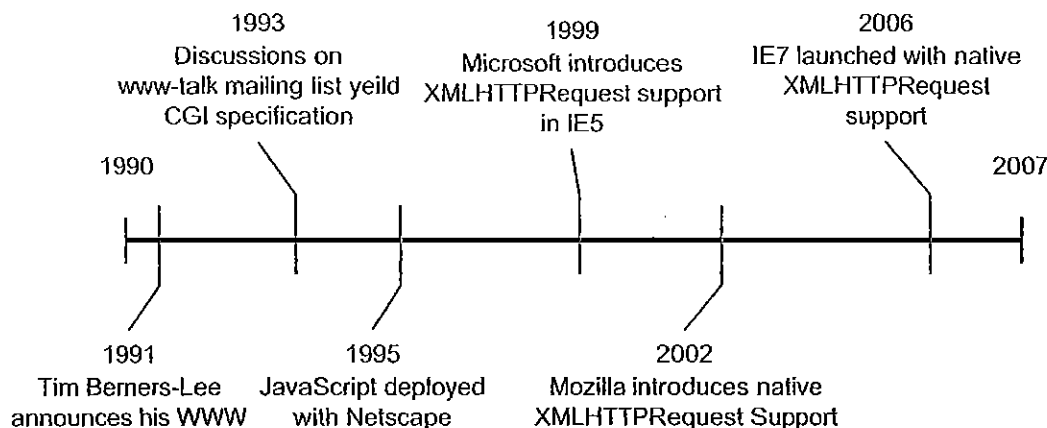 1993
Discussions on
www-talk mailing list yeild
CGI specification
1999
Microsoft introduces
XMLHTTPRequest support
in IE5
2006
IE7 launched with native
XMLHTTPRequest
support
1990
2007
1991
Tim Berners-Lee
announces his WWW
1995
JavaScript deployed
with Netscape
2002
Mozilla introduces native
XMLHTTPRequest Support